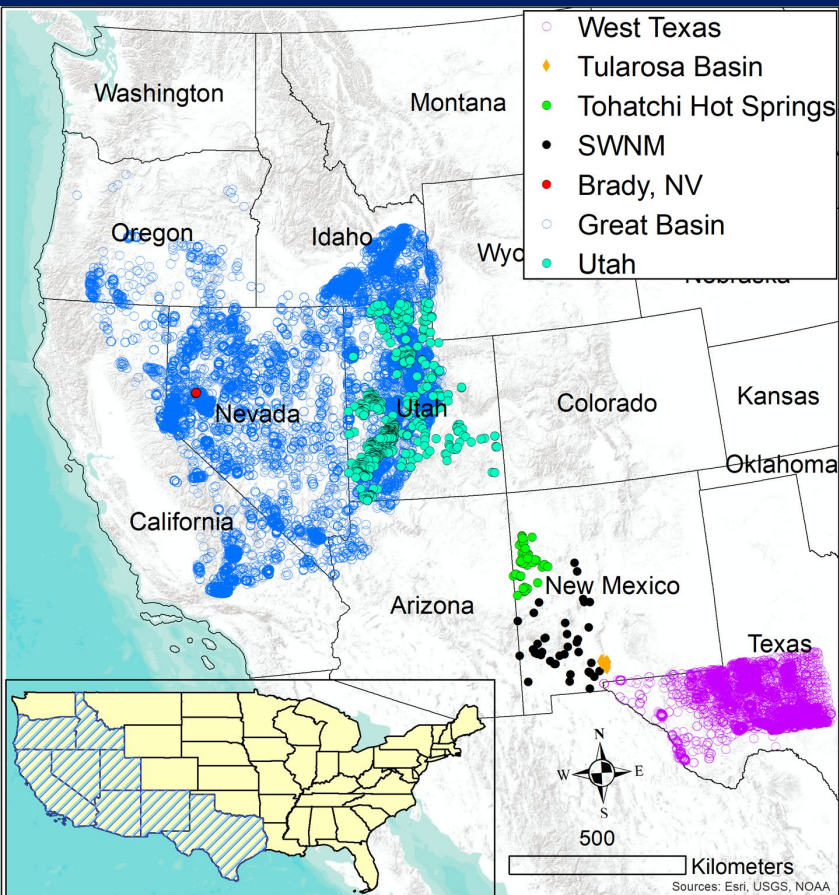 West Texas
Tularosa Basin
Tohatchi Hot Springs
SWNM
Brady, NV
Great Basin
Utah
Washington
Montana
Oregon
Idaho
Wyo
Nebraska
Nevada
Utah
Colorado
Kansas
Oklahoma
California
Arizona
New Mexico
Texas
N
W
E
S
500
Kilometers
Sources: Esri, USGS, NOAA